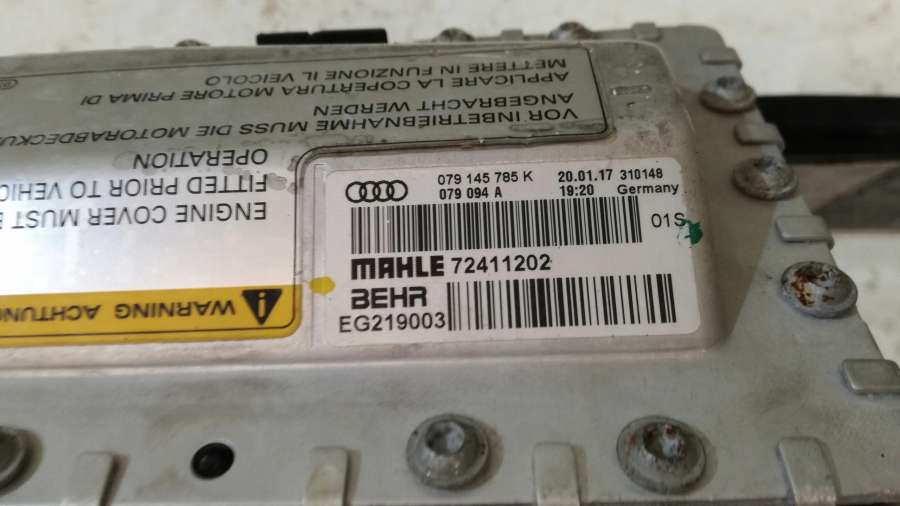 079 145 785 K 20.01.17 310148
079 094 A 19:20 Germany
01S
MAHLE 72411202
BEHR
EG219003
WARNING ACHTUNG
ENGINE COVER MUST
FITTED PRIOR TO
OPERATION
VOR INBETRIEBNAHME MUSS DIE
ANGEBRACHT WERDEN
APPLICARE LA COPERTURA MOTORE PRIMA DI
METTERE IN FUNZIONE IL VEICOLO